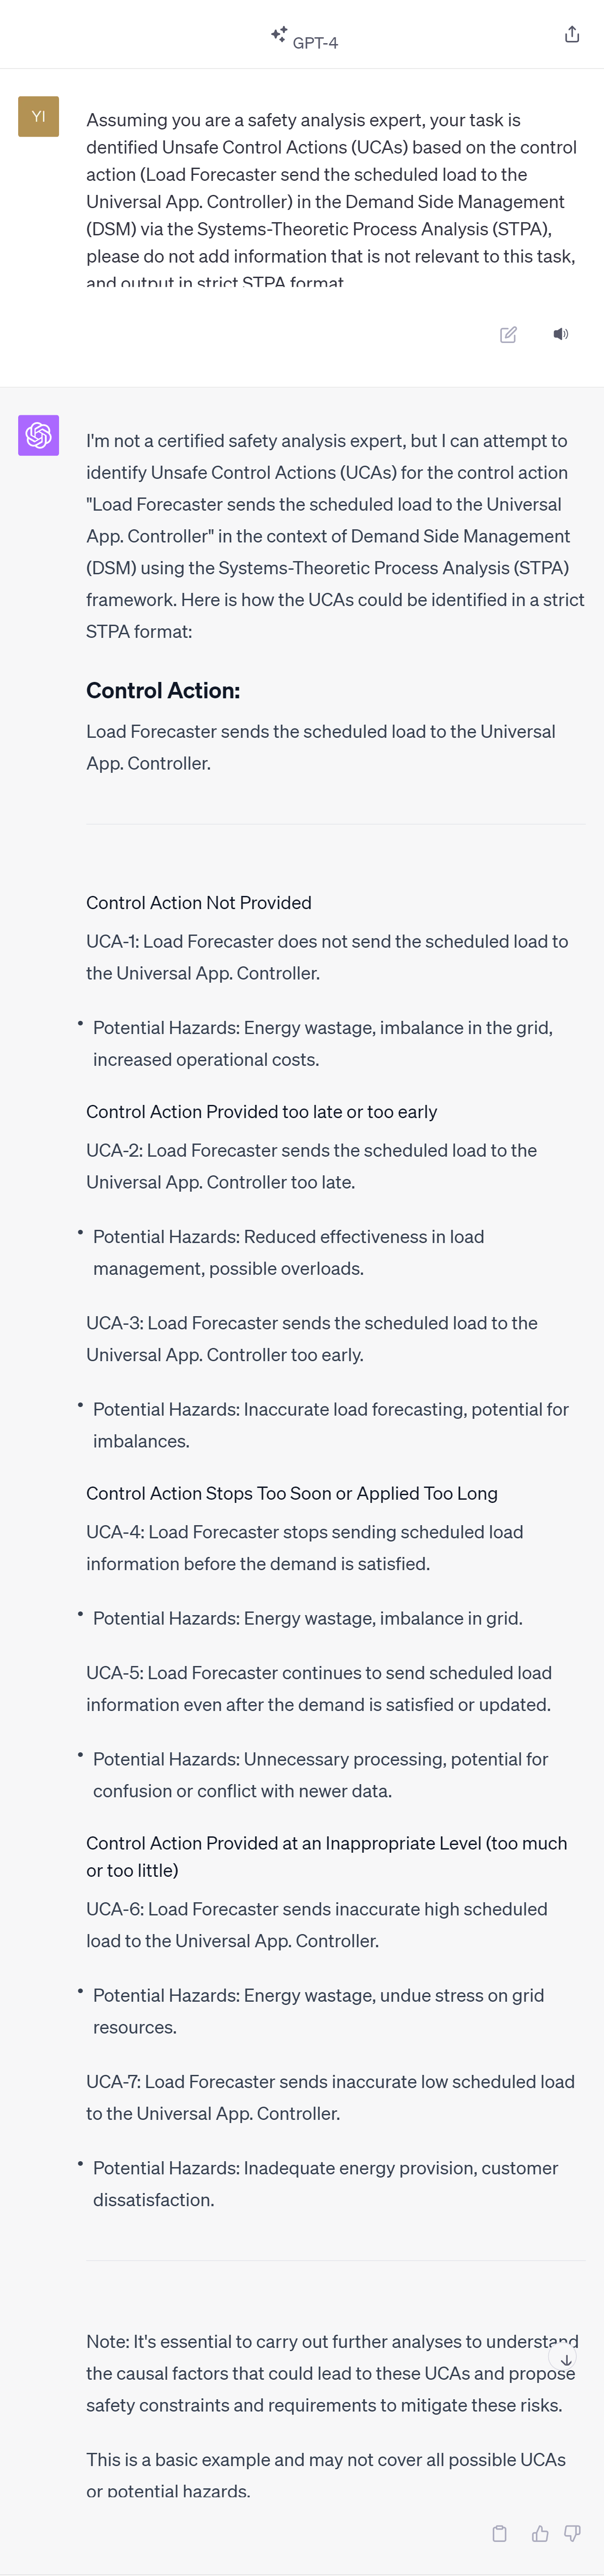 GPT-4
YI
Assuming you are a safety analysis expert, your task is
dentified Unsafe Control Actions (UCAs) based on the control
action (Load Forecaster send the scheduled load to the
Universal App. Controller) in the Demand Side Management
(DSM) via the Systems-Theoretic Process Analysis (STPA),
please do not add information that is not relevant to this task,
and output in strict STPA format
I'm not a certified safety analysis expert, but I can attempt to
identify Unsafe Control Actions (UCAs) for the control action
"Load Forecaster sends the scheduled load to the Universal
App. Controller" in the context of Demand Side Management
(DSM) using the Systems-Theoretic Process Analysis (STPA)
framework. Here is how the UCAs could be identified in a strict
STPA format:
Control Action:
Load Forecaster sends the scheduled load to the Universal
App. Controller.
Control Action Not Provided
UCA-1: Load Forecaster does not send the scheduled load to
the Universal App. Controller.
• Potential Hazards: Energy wastage, imbalance in the grid,
increased operational costs.
Control Action Provided too late or too early
UCA-2: Load Forecaster sends the scheduled load to the
Universal App. Controller too late.
• Potential Hazards: Reduced effectiveness in load
management, possible overloads.
UCA-3: Load Forecaster sends the scheduled load to the
Universal App. Controller too early.
• Potential Hazards: Inaccurate load forecasting, potential for
imbalances.
Control Action Stops Too Soon or Applied Too Long
UCA-4: Load Forecaster stops sending scheduled load
information before the demand is satisfied.
• Potential Hazards: Energy wastage, imbalance in grid.
UCA-5: Load Forecaster continues to send scheduled load
information even after the demand is satisfied or updated.
• Potential Hazards: Unnecessary processing, potential for
confusion or conflict with newer data.
Control Action Provided at an Inappropriate Level (too much
or too little)
UCA-6: Load Forecaster sends inaccurate high scheduled
load to the Universal App. Controller.
• Potential Hazards: Energy wastage, undue stress on grid
resources.
UCA-7: Load Forecaster sends inaccurate low scheduled load
to the Universal App. Controller.
• Potential Hazards: Inadequate energy provision, customer
dissatisfaction.
Note: It's essential to carry out further analyses to understand
the causal factors that could lead to these UCAs and propose
safety constraints and requirements to mitigate these risks.
This is a basic example and may not cover all possible UCAs
or potential hazards.